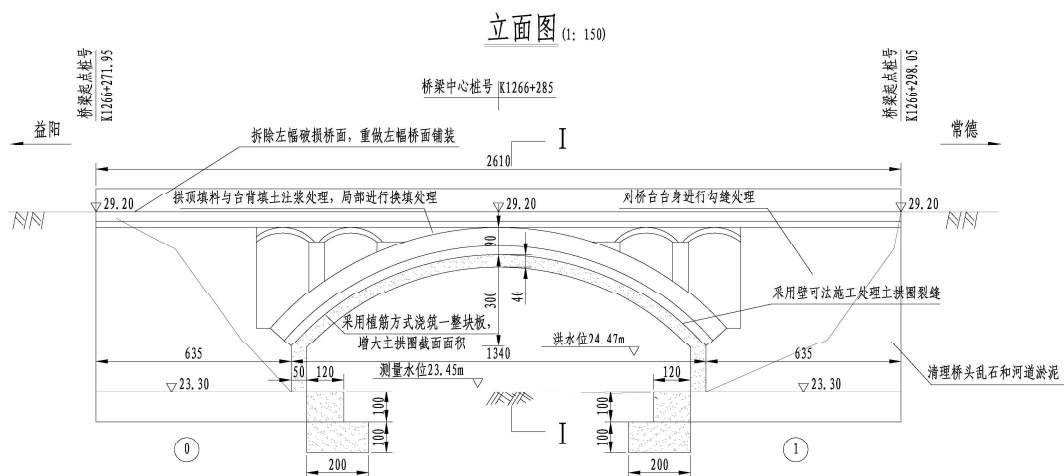 立面图 (1: 150)
桥梁起点桩号
K1266+271.95
桥梁中心桩号 K1266+285
桥梁起点桩号
K1266+298.05
益阳
常德
拆除左幅破损桥面，重做左幅桥面铺装
I
2610
拱顶填料与台背填土注浆处理，局部进行换填处理
对桥台台身进行勾缝处理
29.20
29.20
29.20
90
300
40
采用壁可法施工处理主拱圈裂缝
采用植筋方式浇筑一整块板，
增大主拱圈截面面积
洪水位24.47m
635
1340
635
清理桥头乱石和河道淤泥
50
120
测量水位23.45m
120
23.30
23.30
100
100
100
100
I
0
1
200
200